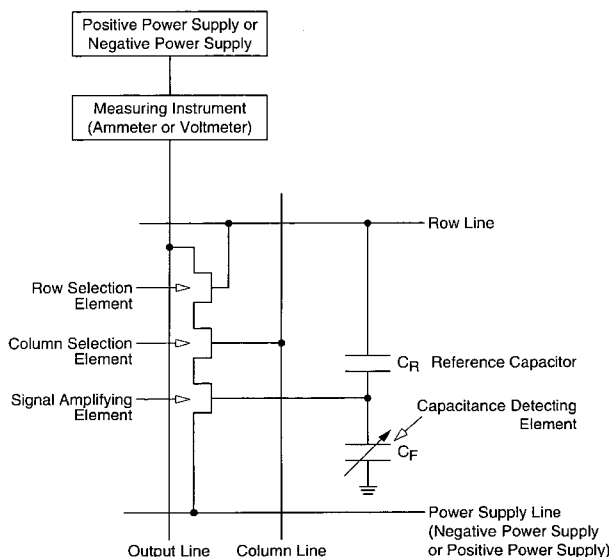 Positive Power Supply or
Negative Power Supply
Measuring Instrument
(Ammeter or Voltmeter)
Row Line
Row Selection
Element
Column Selection
Element
C_R Reference Capacitor
Signal Amplifying
Element
Capacitance Detecting
Element
C_F
Power Supply Line
(Negative Power Supply
or Positive Power Supply)
Output Line
Column Line